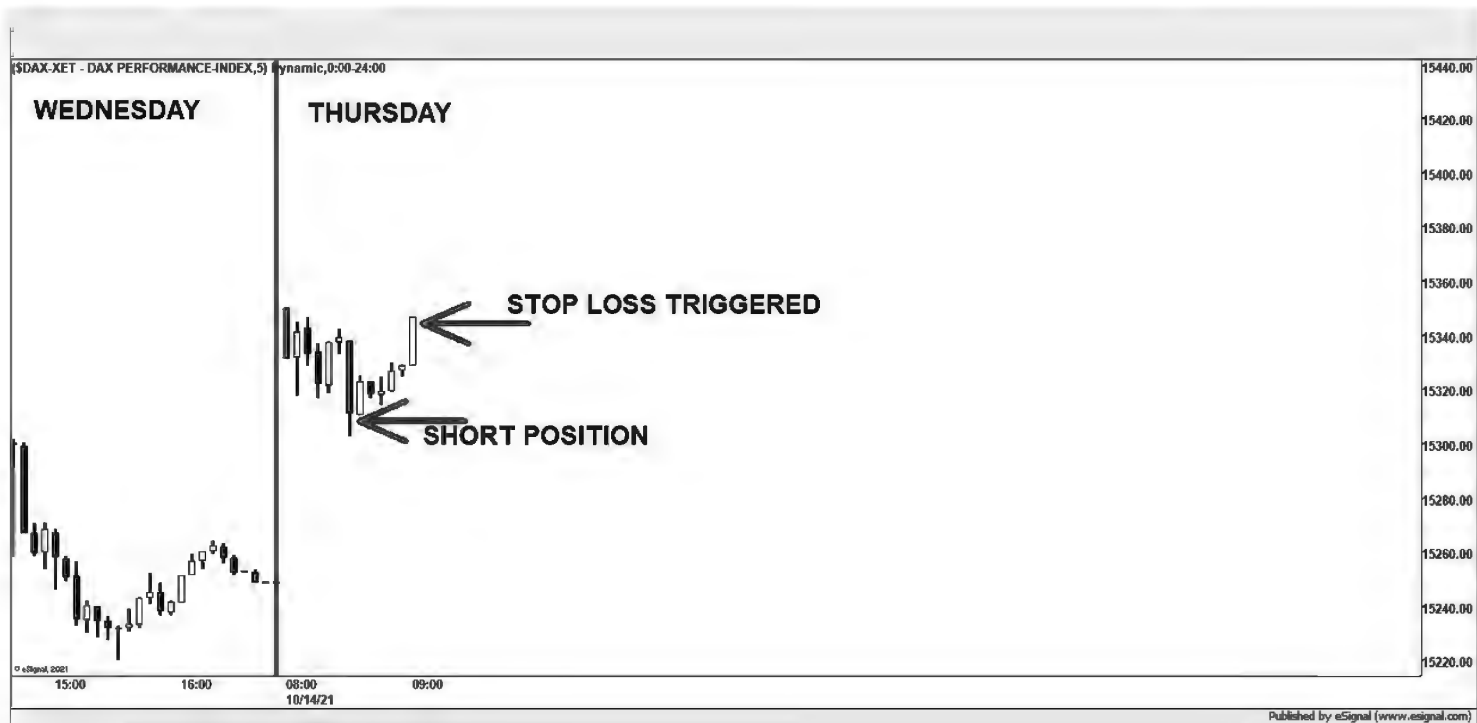 ($DAX-XET - DAX PERFORMANCE-INDEX,5) Dynamic,0:00-24:00
WEDNESDAY
THURSDAY
STOP LOSS TRIGGERED
SHORT POSITION
15440.00
15420.00
15400.00
15380.00
15360.00
15340.00
15320.00
15300.00
15280.00
15260.00
15240.00
15220.00
© eSignal, 2021
15:00 16:00 08:00 09:00
10/14/21
Published by eSignal (www.esignal.com)